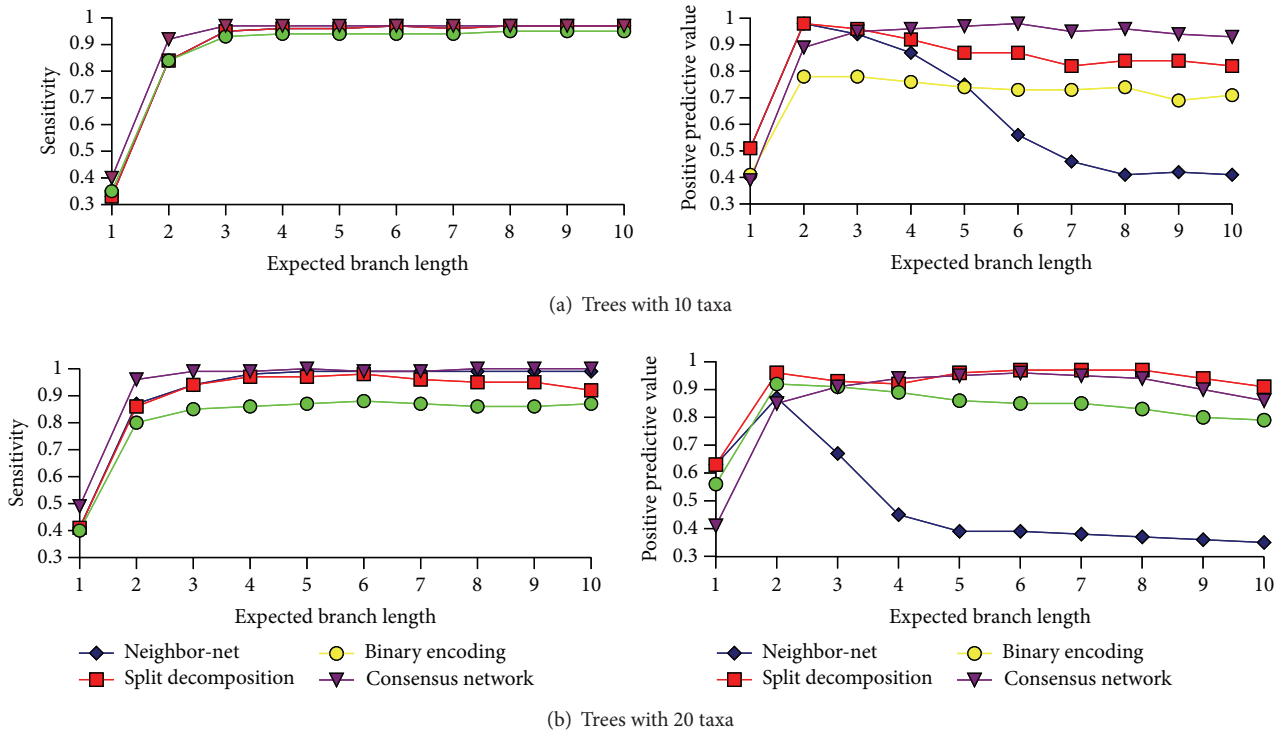 Sensitivity
1
0.9
0.8
0.7
0.6
0.5
0.4
0.3
1 2 3 4 5 6 7 8 9 10
Expected branch length
Positive predictive value
1
0.9
0.8
0.7
0.6
0.5
0.4
0.3
1 2 3 4 5 6 7 8 9 10
Expected branch length
(a) Trees with 10 taxa
Sensitivity
1
0.9
0.8
0.7
0.6
0.5
0.4
0.3
1 2 3 4 5 6 7 8 9 10
Expected branch length
Neighbor-net
Binary encoding
Split decomposition
Consensus network
Positive predictive value
1
0.9
0.8
0.7
0.6
0.5
0.4
0.3
1 2 3 4 5 6 7 8 9 10
Expected branch length
Neighbor-net
Binary encoding
Split decomposition
Consensus network
(b) Trees with 20 taxa